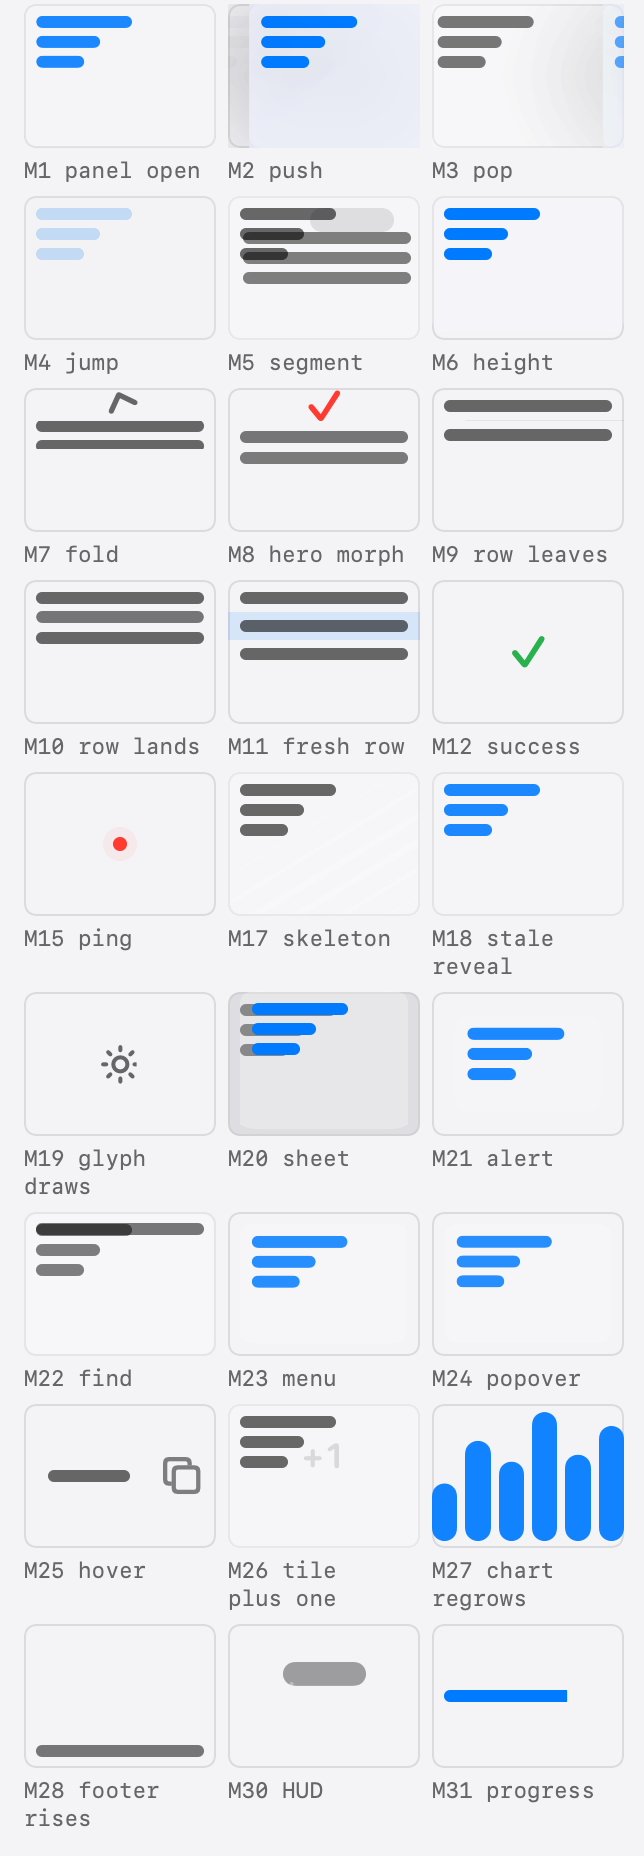 M1 panel open
M2 push
M3 pop
M4 jump
M5 segment
M6 height
M7 fold
M8 hero morph
M9 row leaves
M10 row lands
M11 fresh row
M12 success
M15 ping
M17 skeleton
M18 stale
reveal
M19 glyph
draws
M20 sheet
M21 alert
M22 find
M23 menu
M24 popover
+1
M25 hover
M26 tile
plus one
M27 chart
regrows
M28 footer
rises
M30 HUD
M31 progress